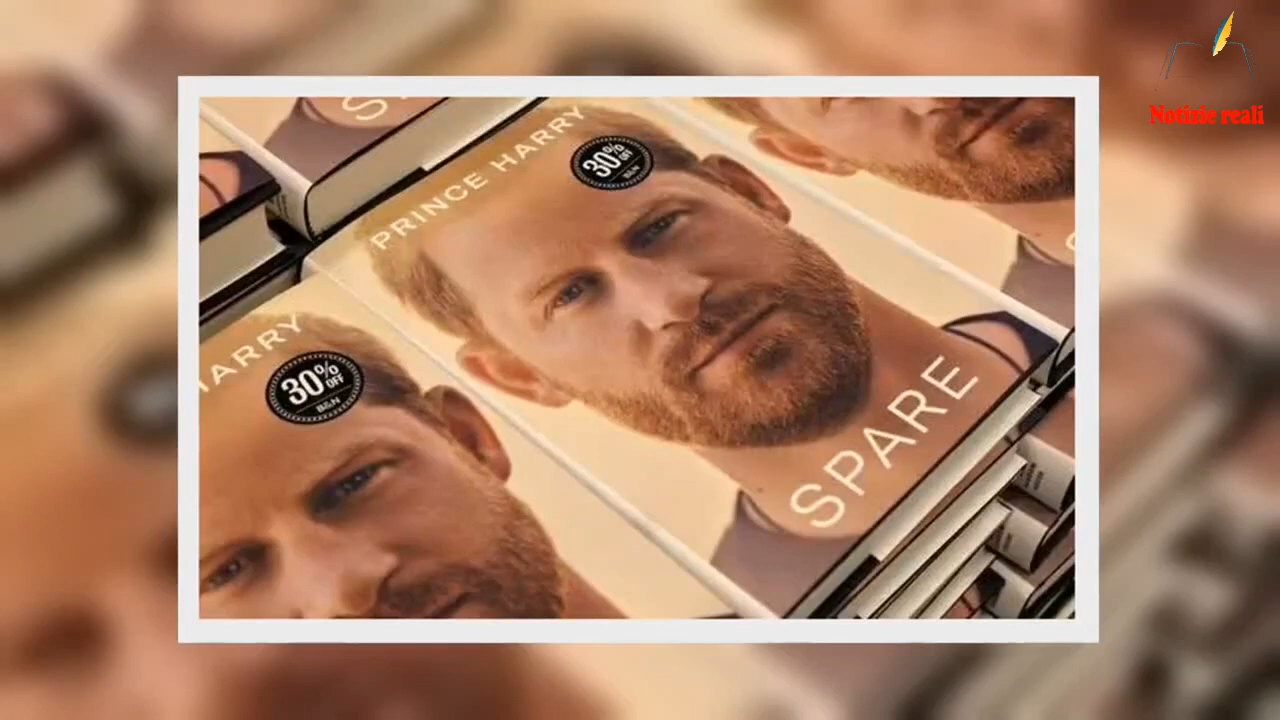 Notizie reali
PRINCE HARRY
30%
OFF
B&N
SPARE
HARRY
30%
OFF
B&N